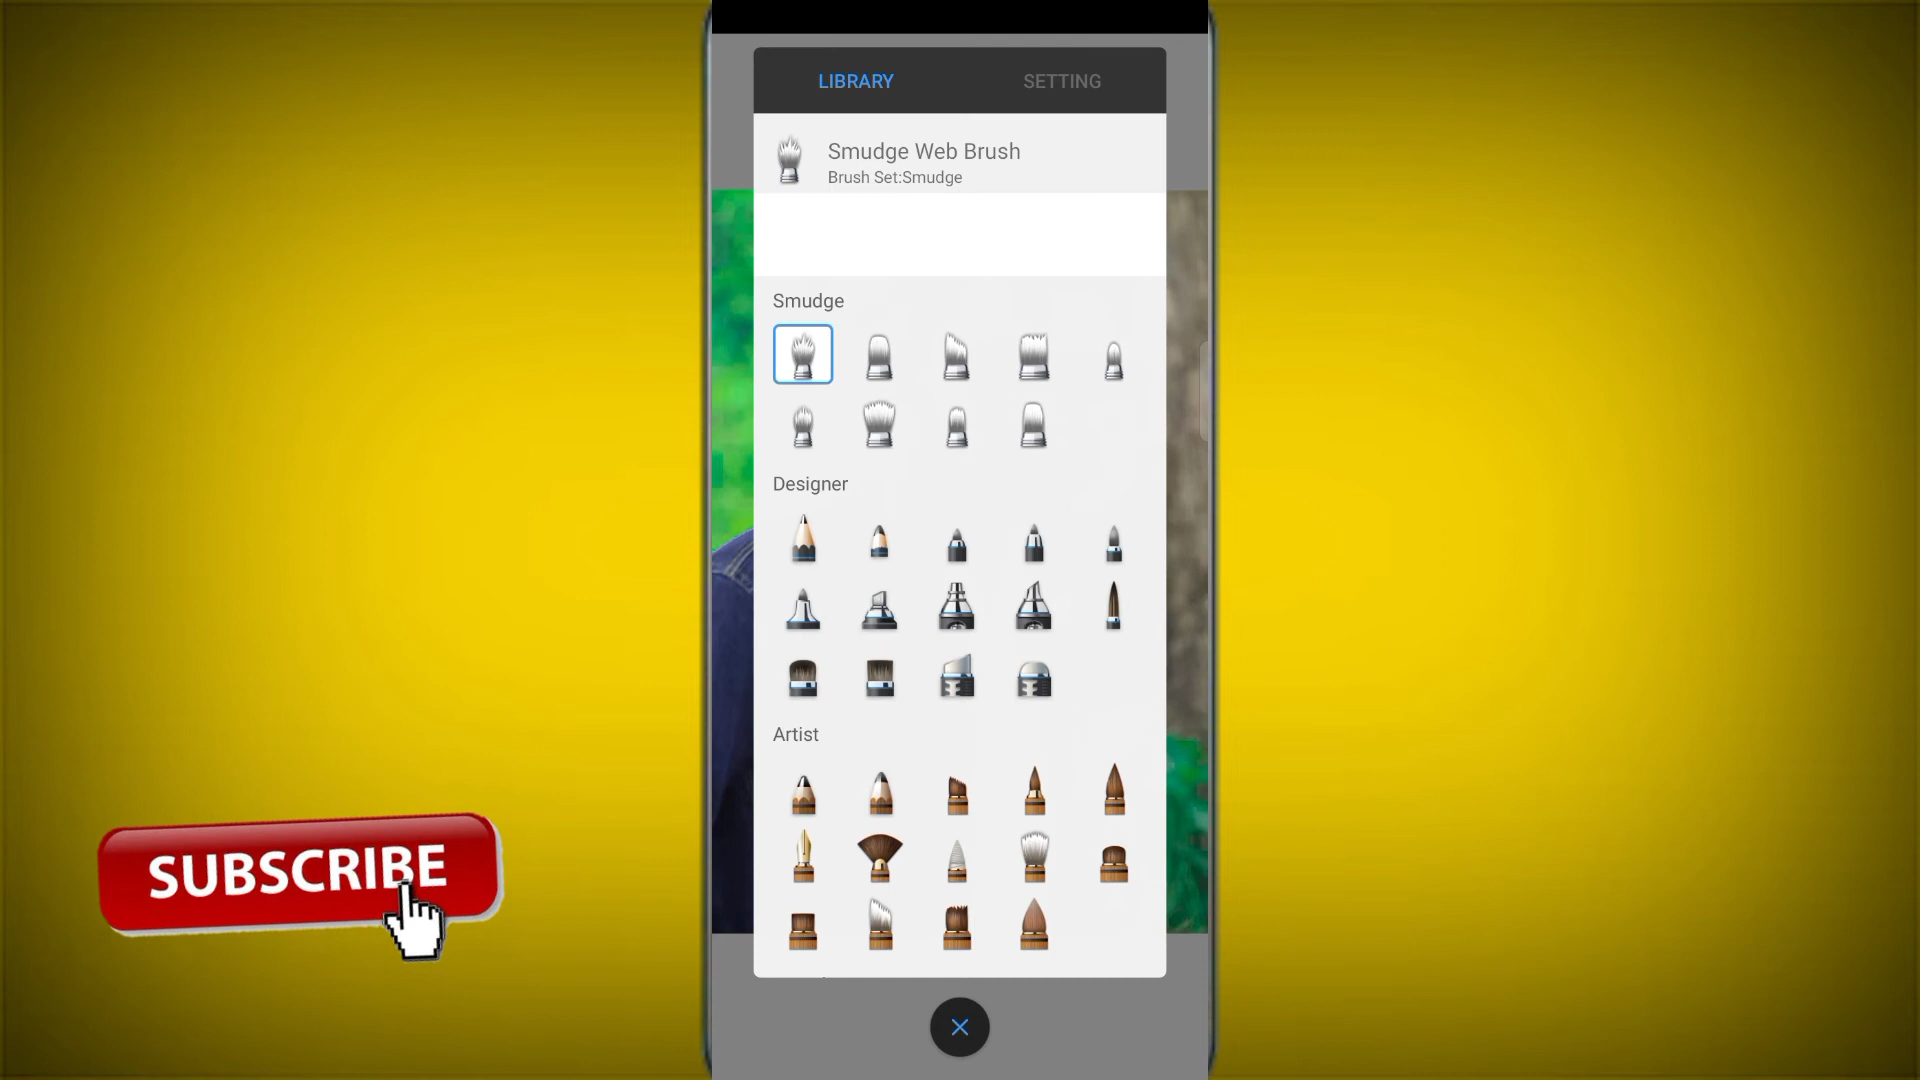 LIBRARY SETTING
Smudge Web Brush
Brush Set:Smudge
Smudge
Designer
Artist
SUBSCRIBE